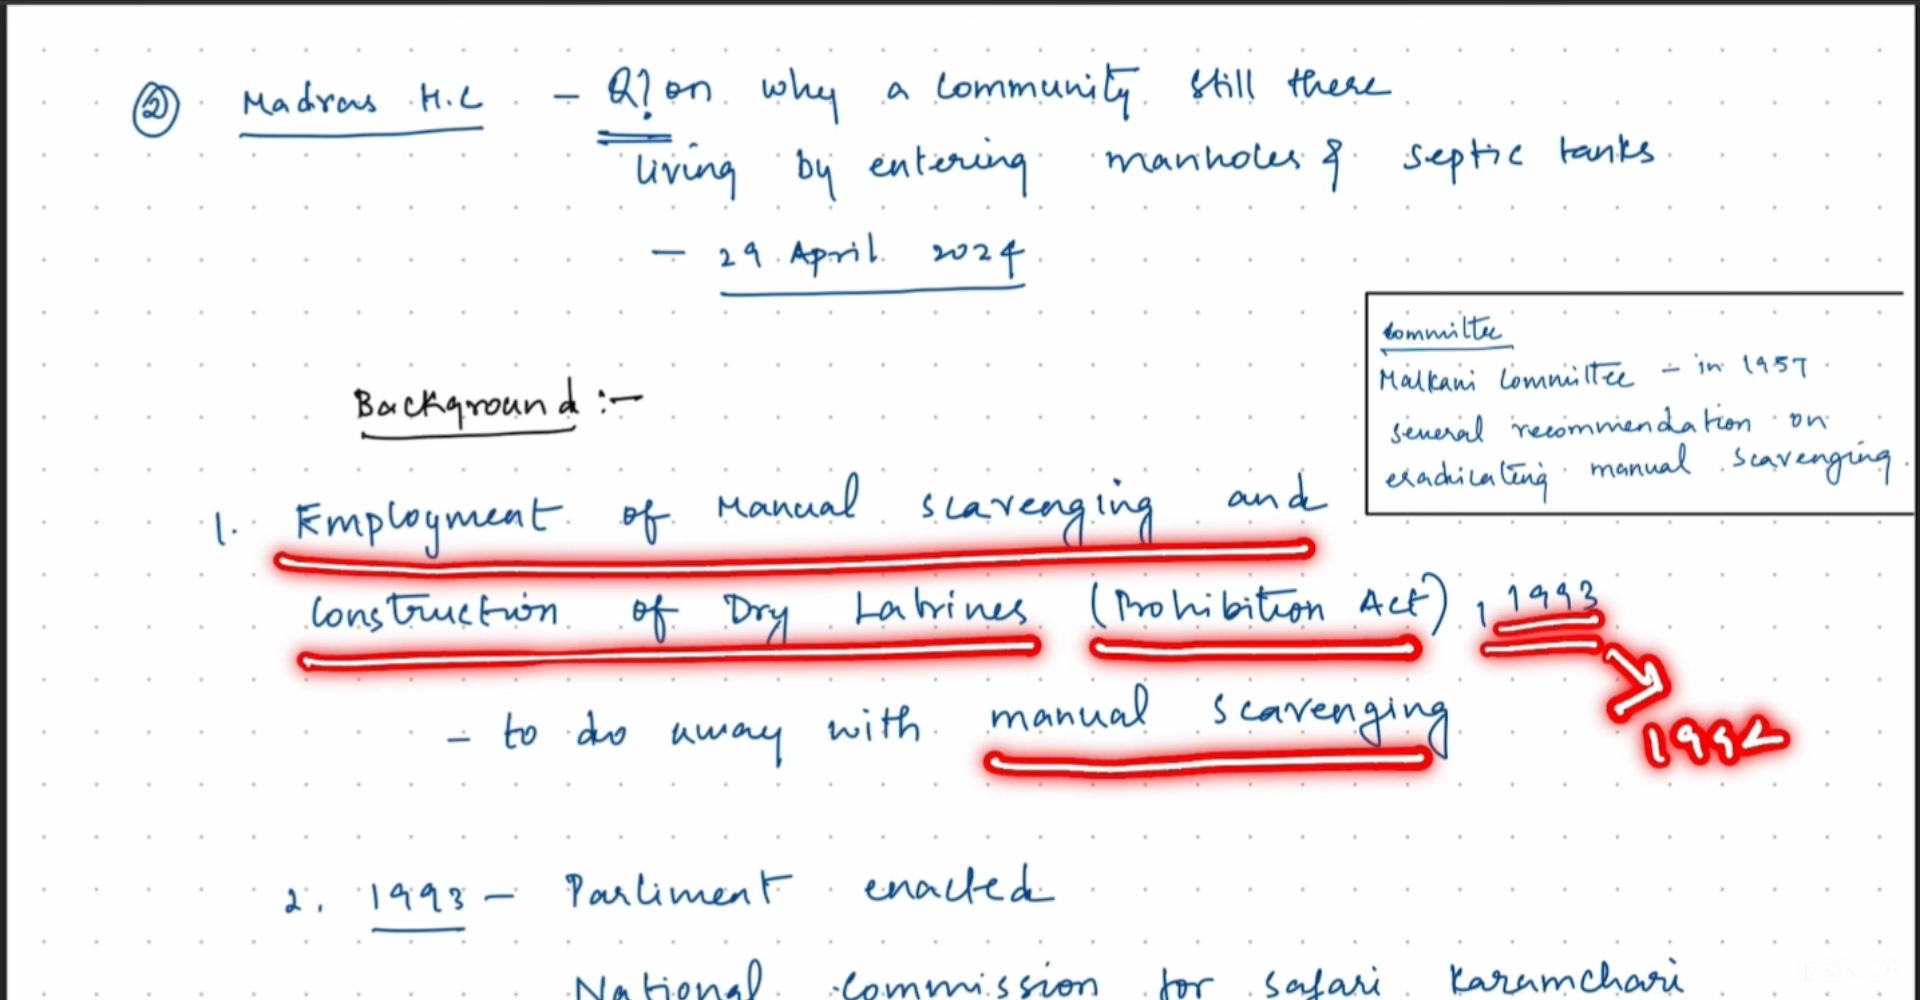 ② Madras H.C - Q? on why a community still there
living by entering manholes & septic tanks
- 29 April 2024
committee
Malkani Committee - in 1957
several recommendation on
eradicating manual scavenging.
Background :-
1. Employment of Manual scavenging and
construction of Dry Latrines (Prohibition Act), 1993
1992
- to do away with manual scavenging
2. 1993 - Parliment enacted
National commission for safari karamchari